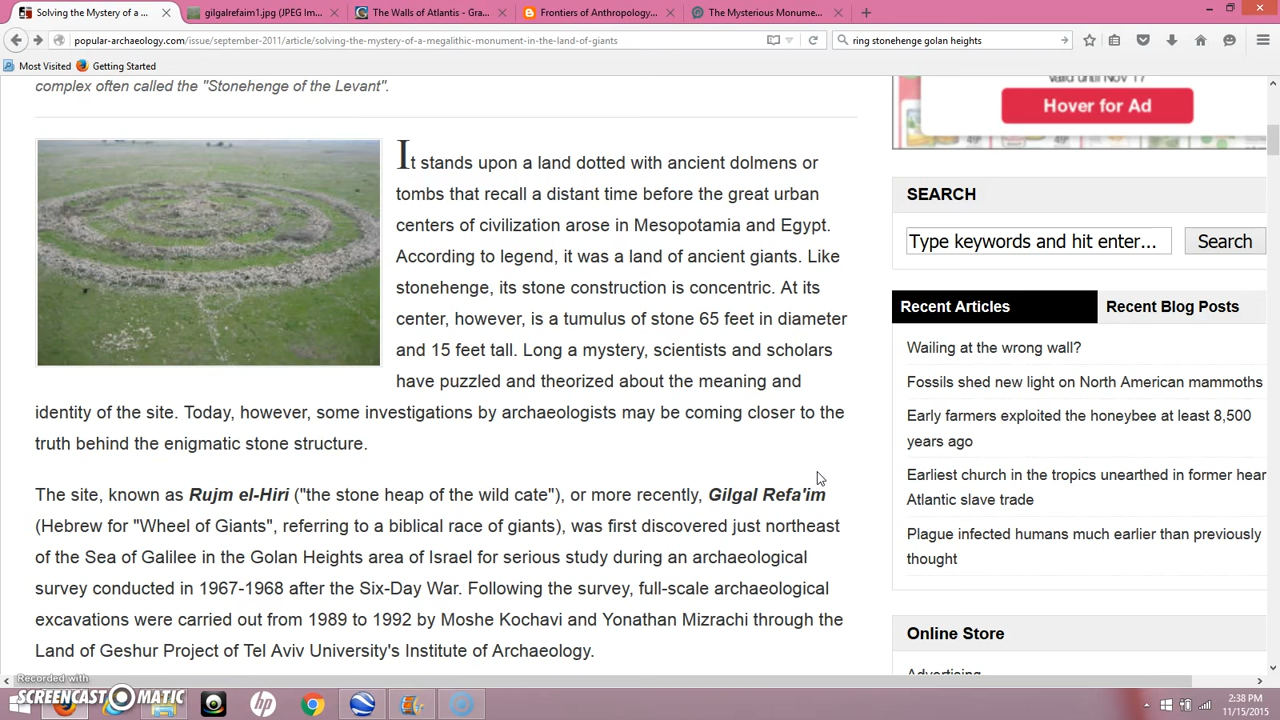 Solving the Mystery of a ...
gilgalrefaim1.jpg (JPEG Im...
The Walls of Atlantis - Gra...
Frontiers of Anthropology...
The Mysterious Monume...
popular-archaeology.com/issue/september-2011/article/solving-the-mystery-of-a-megalithic-monument-in-the-land-of-giants
ring stonehenge golan heights
Most Visited
Getting Started
complex often called the "Stonehenge of the Levant".
It stands upon a land dotted with ancient dolmens or
tombs that recall a distant time before the great urban
centers of civilization arose in Mesopotamia and Egypt.
According to legend, it was a land of ancient giants. Like
stonehenge, its stone construction is concentric. At its
center, however, is a tumulus of stone 65 feet in diameter
and 15 feet tall. Long a mystery, scientists and scholars
have puzzled and theorized about the meaning and
identity of the site. Today, however, some investigations by archaeologists may be coming closer to the
truth behind the enigmatic stone structure.
The site, known as Rujm el-Hiri ("the stone heap of the wild cate"), or more recently, Gilgal Refa'im
(Hebrew for "Wheel of Giants", referring to a biblical race of giants), was first discovered just northeast
of the Sea of Galilee in the Golan Heights area of Israel for serious study during an archaeological
survey conducted in 1967-1968 after the Six-Day War. Following the survey, full-scale archaeological
excavations were carried out from 1989 to 1992 by Moshe Kochavi and Yonathan Mizrachi through the
Land of Geshur Project of Tel Aviv University's Institute of Archaeology.
Valid until Nov 17
Hover for Ad
SEARCH
Type keywords and hit enter...
Search
Recent Articles
Recent Blog Posts
Wailing at the wrong wall?
Fossils shed new light on North American mammoths
Early farmers exploited the honeybee at least 8,500
years ago
Earliest church in the tropics unearthed in former hear
Atlantic slave trade
Plague infected humans much earlier than previously
thought
Online Store
Advertising
Recorded with
SCREENCAST MATIC
hp
2:38 PM
11/15/2015